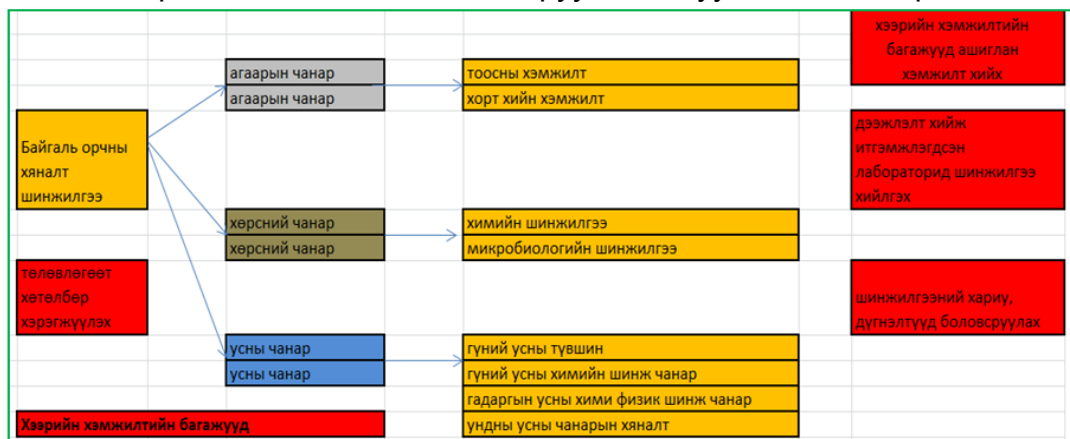 хээрийн хэмжилтийн
багажууд ашиглан
хэмжилт хийх
агаарын чанар
тоосны хэмжилт
агаарын чанар
хорт хийн хэмжилт
Байгаль орчны
хяналт
шинжилгээ
дээжлэлт хийж
итгэмжлэгдсэн
лабораторид шинжилгээ
хийлгэх
хөрсний чанар
химийн шинжилгээ
хөрсний чанар
микробиологийн шинжилгээ
төлөвлөгөөт
хөтөлбөр
хэрэгжүүлэх
шинжилгээний хариу,
дүгнэлтүүд боловсруулах
усны чанар
гүний усны түвшин
усны чанар
гүний усны химийн шинж чанар
гадаргын усны хими физик шинж чанар
Хээрийн хэмжилтийн багажууд
ундны усны чанарын хяналт